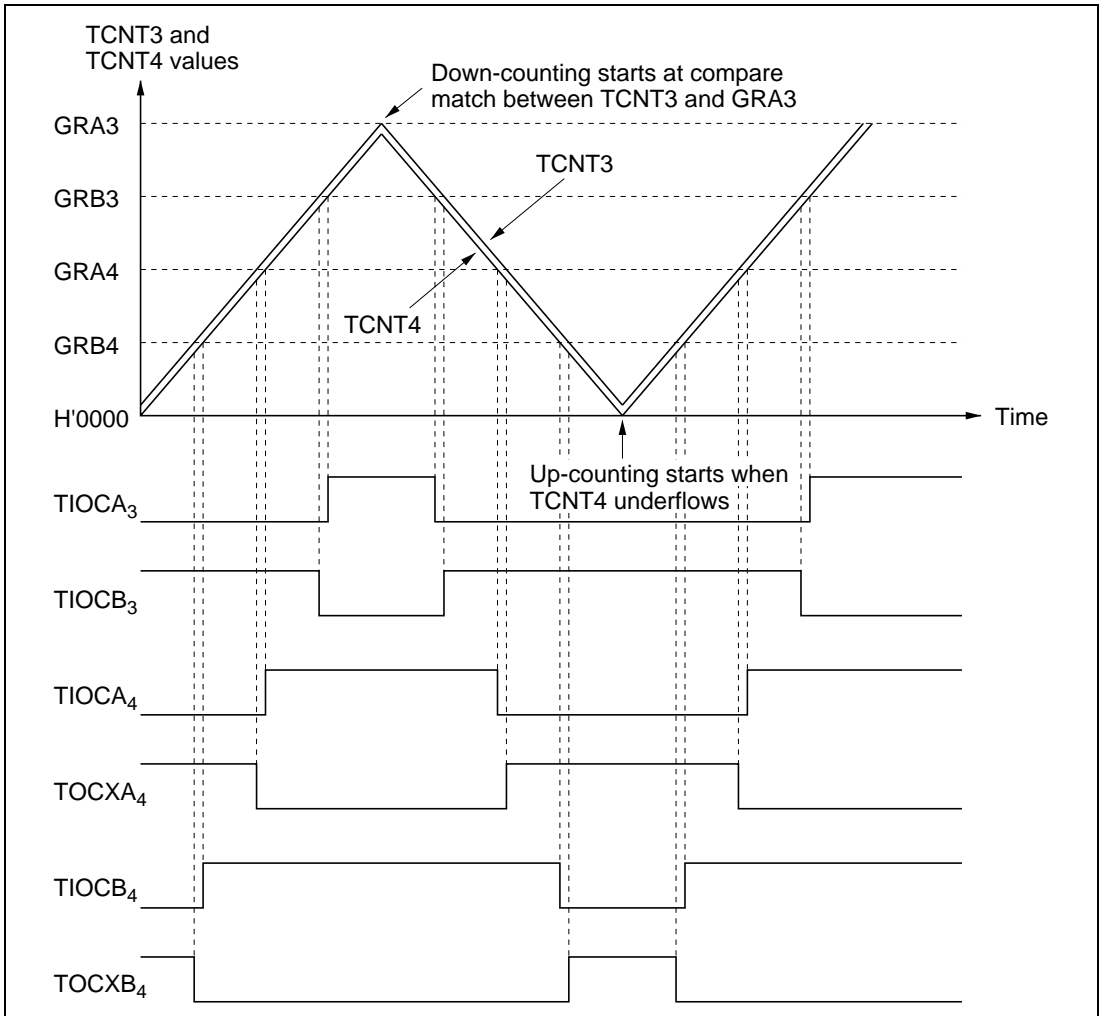 TCNT3 and
TCNT4 values
Down-counting starts at compare
match between TCNT3 and GRA3
GRA3
TCNT3
GRB3
GRA4
TCNT4
GRB4
H'0000
Time
Up-counting starts when
TCNT4 underflows
TIOCA3
TIOCB3
TIOCA4
TOCXA4
TIOCB4
TOCXB4